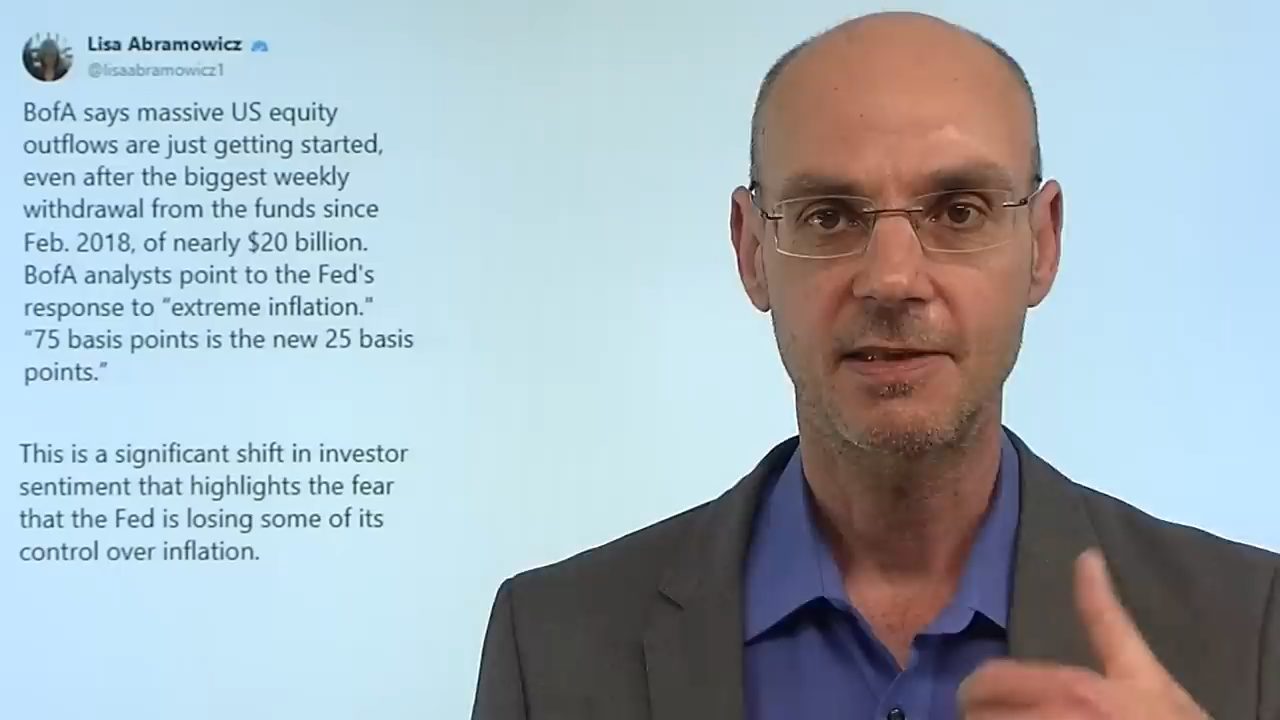 Lisa Abramowicz
@lisaabramowicz1
BofA says massive US equity
outflows are just getting started,
even after the biggest weekly
withdrawal from the funds since
Feb. 2018, of nearly $20 billion.
BofA analysts point to the Fed's
response to “extreme inflation.”
“75 basis points is the new 25 basis
points.”
This is a significant shift in investor
sentiment that highlights the fear
that the Fed is losing some of its
control over inflation.